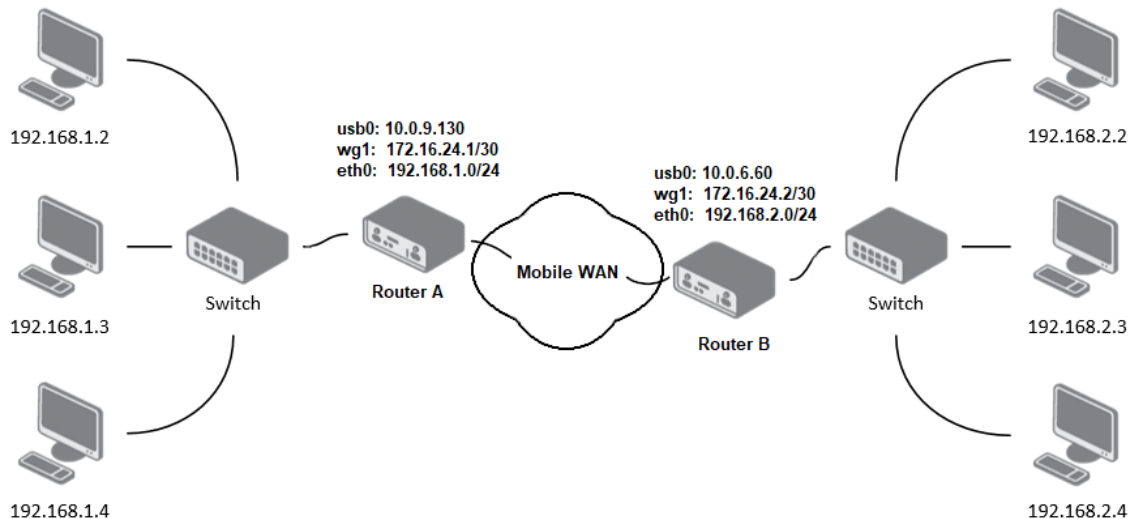 192.168.1.2
192.168.1.3
192.168.1.4
Switch
usb0: 10.0.9.130
wg1: 172.16.24.1/30
eth0: 192.168.1.0/24
Router A
Mobile WAN
usb0: 10.0.6.60
wg1: 172.16.24.2/30
eth0: 192.168.2.0/24
Router B
Switch
192.168.2.2
192.168.2.3
192.168.2.4